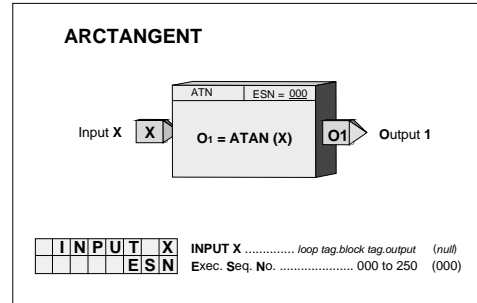 ARCTANGENT
ATN ESN = 000
Input X X O1 = ATAN (X) O1 Output 1
INPUT X INPUT X .............. loop tag.block tag.output (null)
ESN Exec. Seq. No. ..................... 000 to 250 (000)